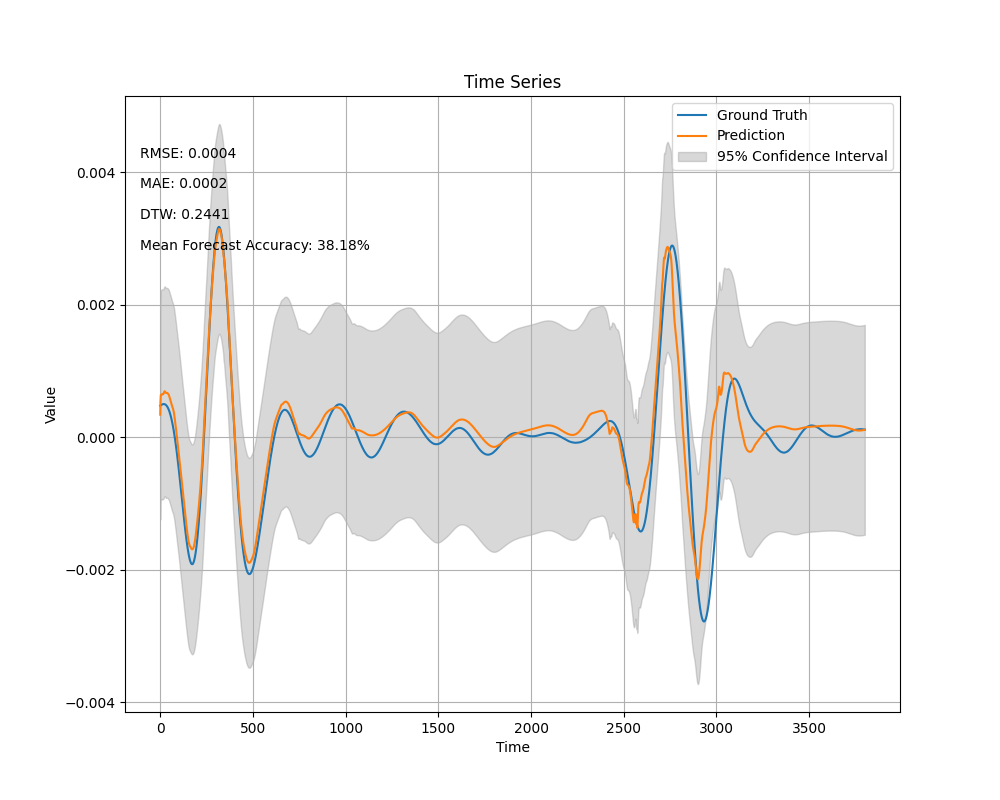 Time Series
Ground Truth
Prediction
95% Confidence Interval
RMSE: 0.0004
MAE: 0.0002
DTW: 0.2441
Mean Forecast Accuracy: 38.18%
Value
0.004
0.002
0.000
−0.002
−0.004
0 500 1000 1500 2000 2500 3000 3500
Time